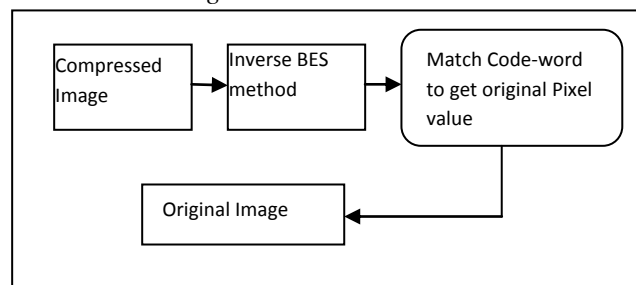 Compressed
Image
Inverse BES
method
Match Code-word
to get original Pixel
value
Original Image